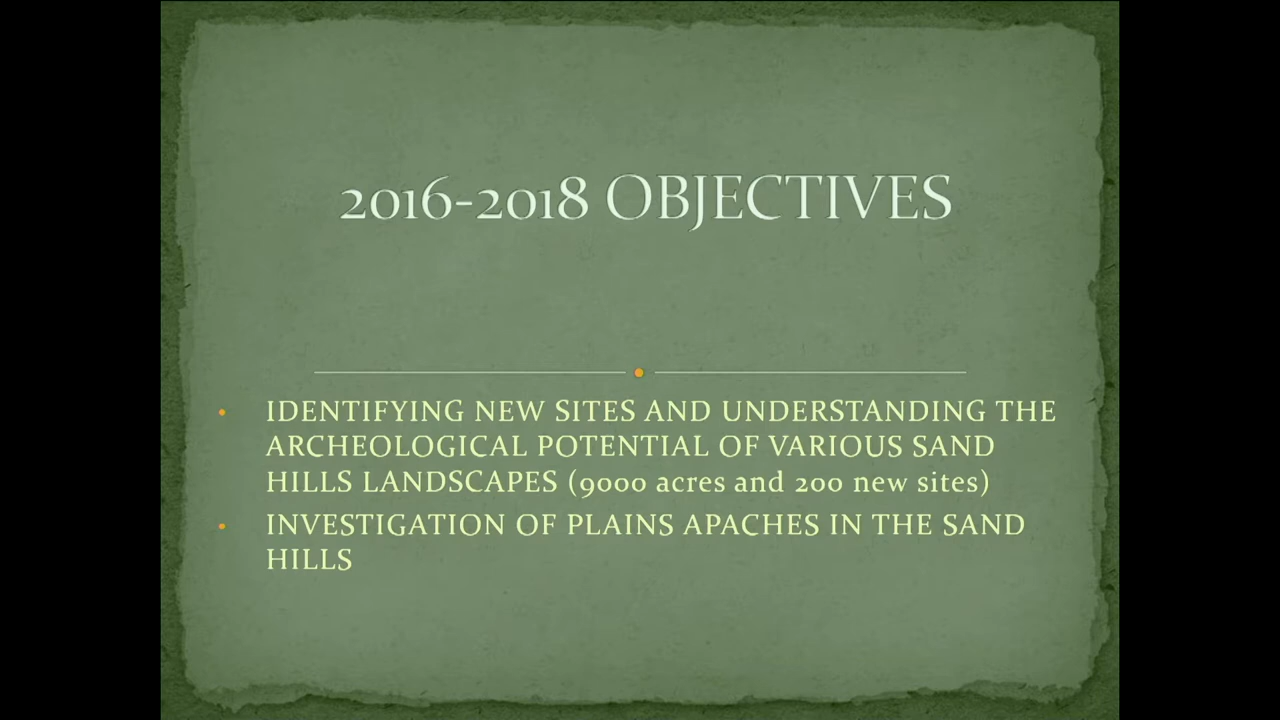 2016-2018 OBJECTIVES
• IDENTIFYING NEW SITES AND UNDERSTANDING THE
ARCHEOLOGICAL POTENTIAL OF VARIOUS SAND
HILLS LANDSCAPES (9000 acres and 200 new sites)
• INVESTIGATION OF PLAINS APACHES IN THE SAND
HILLS